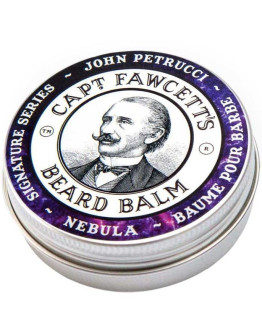 SIGNATURE SERIES ~ JOHN PETRUCCI ~
NEBULA ~ BAUME POUR BARBE ~
CAPT FAWCETT'S
TM
R
BEARD BALM